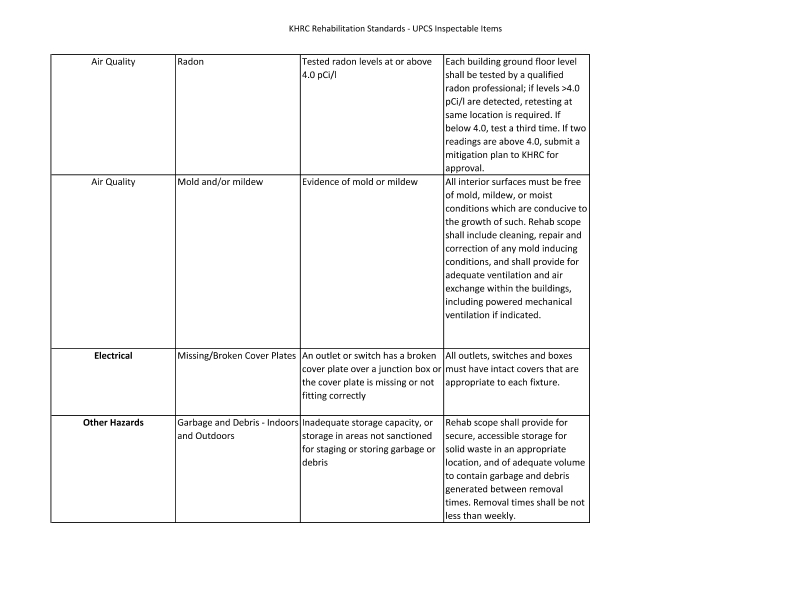 KHRC Rehabilitation Standards - UPCS Inspectable Items
Air Quality
Radon
Tested radon levels at or above
4.0 pCi/l
Each building ground floor level
shall be tested by a qualified
radon professional; if levels >4.0
pCi/l are detected, retesting at
same location is required. If
below 4.0, test a third time. If two
readings are above 4.0, submit a
mitigation plan to KHRC for
approval.
Air Quality
Mold and/or mildew
Evidence of mold or mildew
All interior surfaces must be free
of mold, mildew, or moist
conditions which are conducive to
the growth of such. Rehab scope
shall include cleaning, repair and
correction of any mold inducing
conditions, and shall provide for
adequate ventilation and air
exchange within the buildings,
including powered mechanical
ventilation if indicated.
Electrical
Missing/Broken Cover Plates
An outlet or switch has a broken
cover plate over a junction box or
the cover plate is missing or not
fitting correctly
All outlets, switches and boxes
must have intact covers that are
appropriate to each fixture.
Other Hazards
Garbage and Debris - Indoors
and Outdoors
Inadequate storage capacity, or
storage in areas not sanctioned
for staging or storing garbage or
debris
Rehab scope shall provide for
secure, accessible storage for
solid waste in an appropriate
location, and of adequate volume
to contain garbage and debris
generated between removal
times. Removal times shall be not
less than weekly.